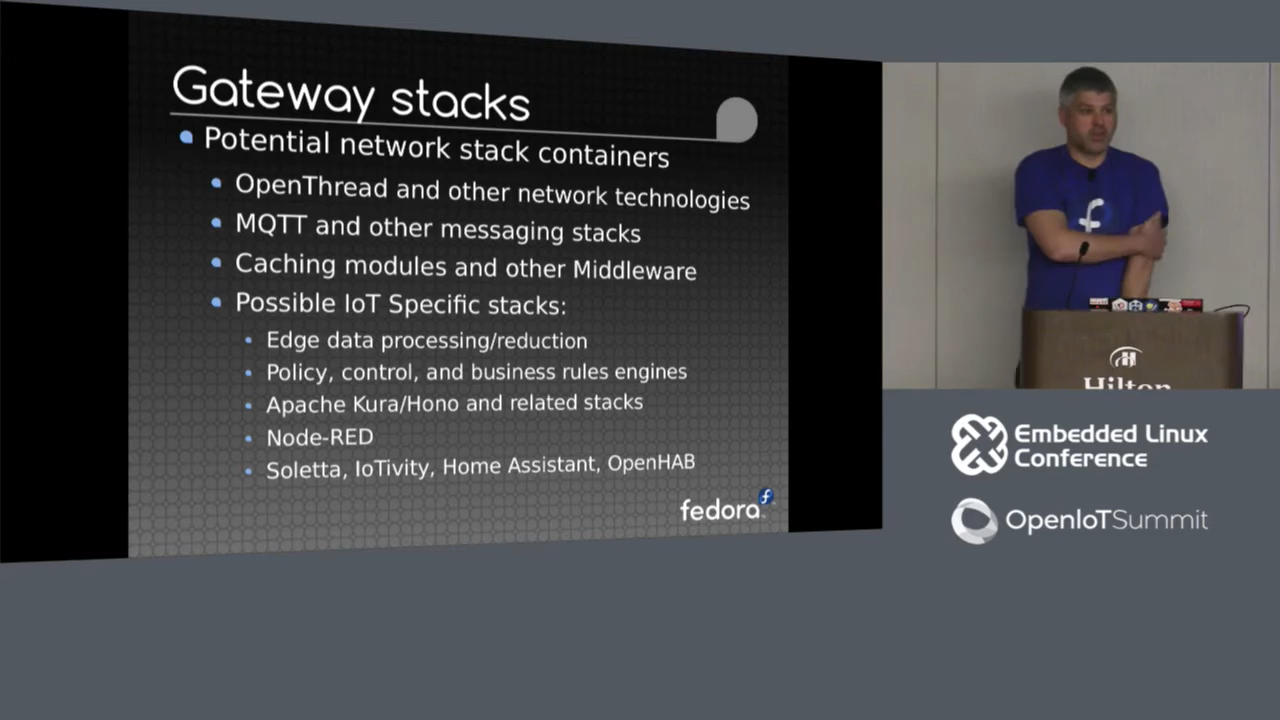 Gateway stacks
Potential network stack containers
OpenThread and other network technologies
MQTT and other messaging stacks
Caching modules and other Middleware
Possible IoT Specific stacks:
Edge data processing/reduction
Policy, control, and business rules engines
Apache Kura/Hono and related stacks
Node-RED
Soletta, IoTivity, Home Assistant, OpenHAB
fedora
Hilton
Embedded Linux
Conference
OpenIoTSummit